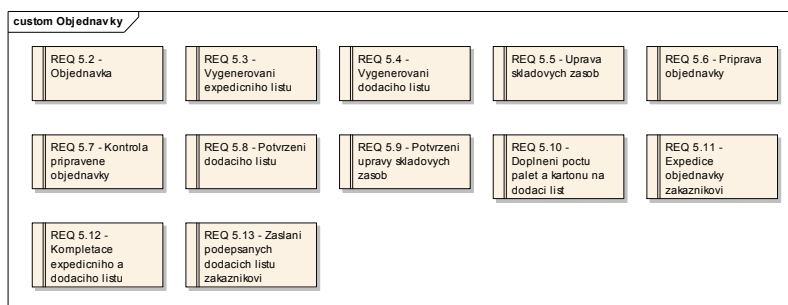 custom Objednavky
REQ 5.2 -
Objednavka
REQ 5.3 -
Vygenerovani
expedicniho listu
REQ 5.4 -
Vygenerovani
dodaciho listu
REQ 5.5 - Uprava
skladovych zasob
REQ 5.6 - Priprava
objednavky
REQ 5.7 - Kontrola
pripravene
objednavky
REQ 5.8 - Potvrzeni
dodaciho listu
REQ 5.9 - Potvrzeni
upravy skladovych
zasob
REQ 5.10 -
Doplneni poctu
palet a kartonu na
dodaci list
REQ 5.11 -
Expedice
objednavky
zakaznikovi
REQ 5.12 -
Kompletace
expedicniho a
dodaciho listu
REQ 5.13 - Zaslani
podepsanych
dodacich listu
zakaznikovi